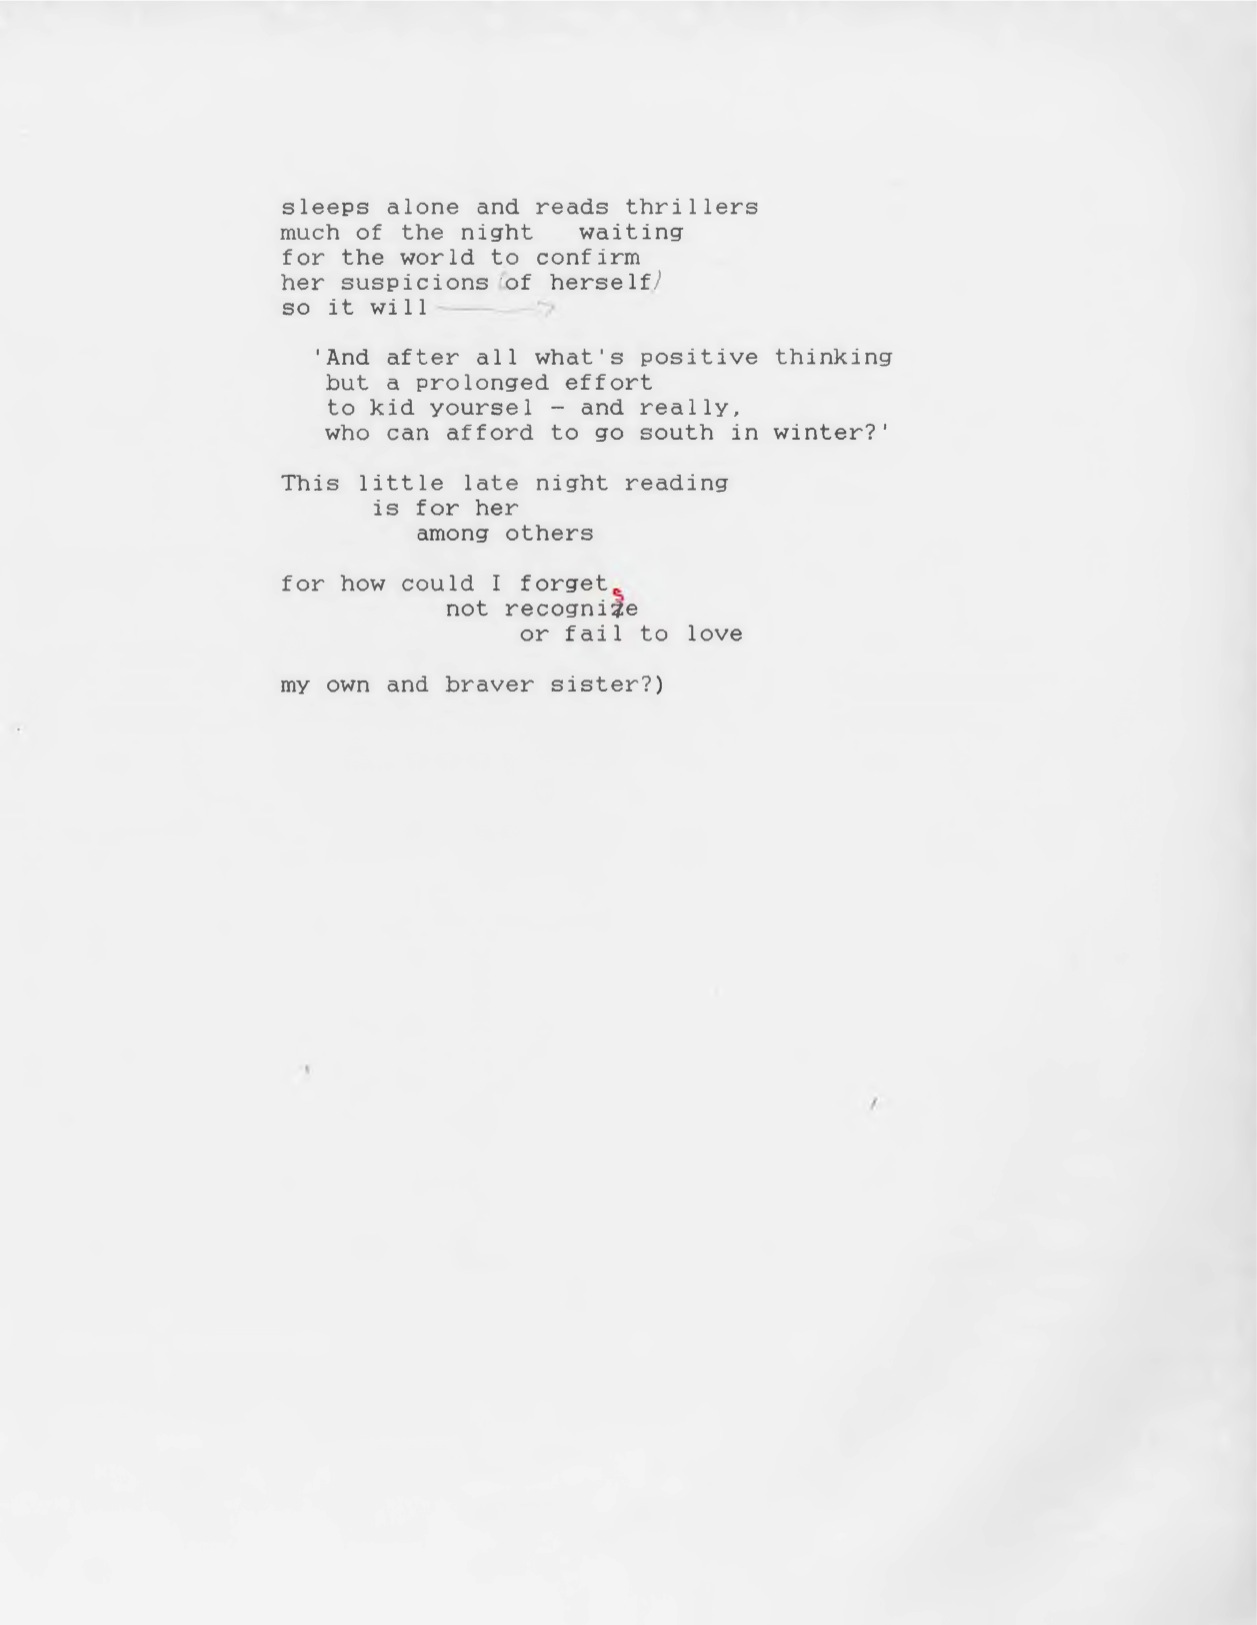 sleeps alone and reads thrillers
much of the night   waiting
for the world to confirm
her suspicions (of herself)
so it will
'And after all what's positive thinking
but a prolonged effort
to kid yoursel – and really,
who can afford to go south in winter?'
This little late night reading
is for her
among others
for how could I forget
s
not recognize
or fail to love
my own and braver sister?)